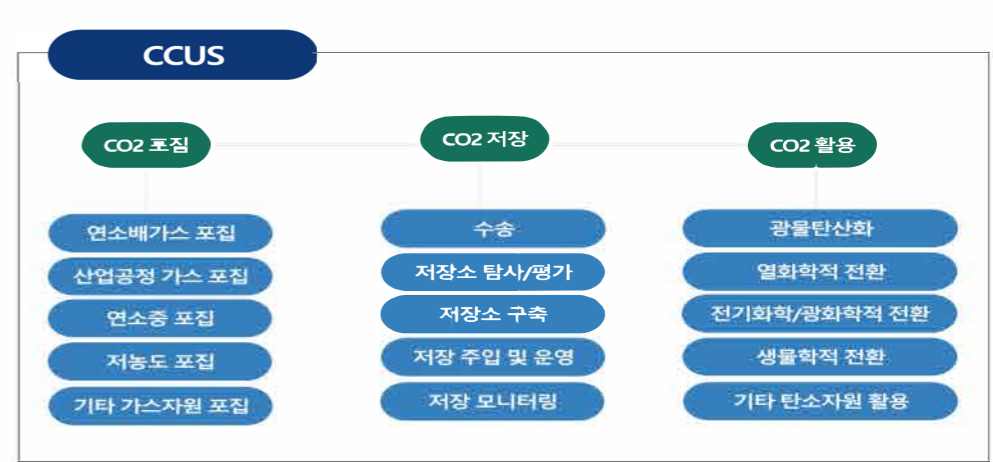 CCUS
CO2 포집
CO2 저장
CO2 활용
연소배가스 포집
산업공정 가스 포집
연소중 포집
저농도 포집
기타 가스자원 포집
수송
저장소 탐사/평가
저장소 구축
저장 주입 및 운영
저장 모니터링
광물탄산화
열화학적 전환
전기화학/광화학적 전환
생물학적 전환
기타 탄소자원 활용